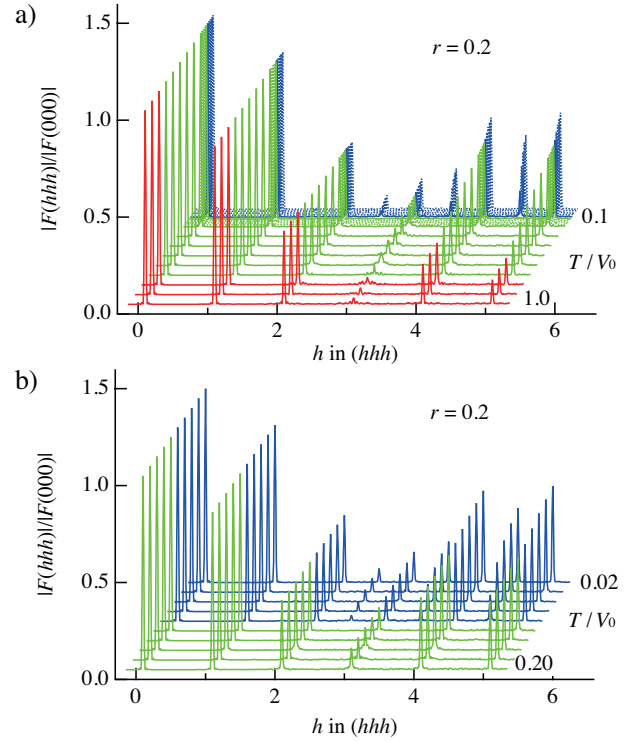 a)
1.5
r = 0.2
1.0
|F(hhh)|/|F(000)|
0.5
0.1
T / V0
0.0
1.0
0 2 4 6
h in (hhh)
b)
1.5
r = 0.2
1.0
|F(hhh)|/|F(000)|
0.5
0.02
T / V0
0.20
0.0
0 2 4 6
h in (hhh)